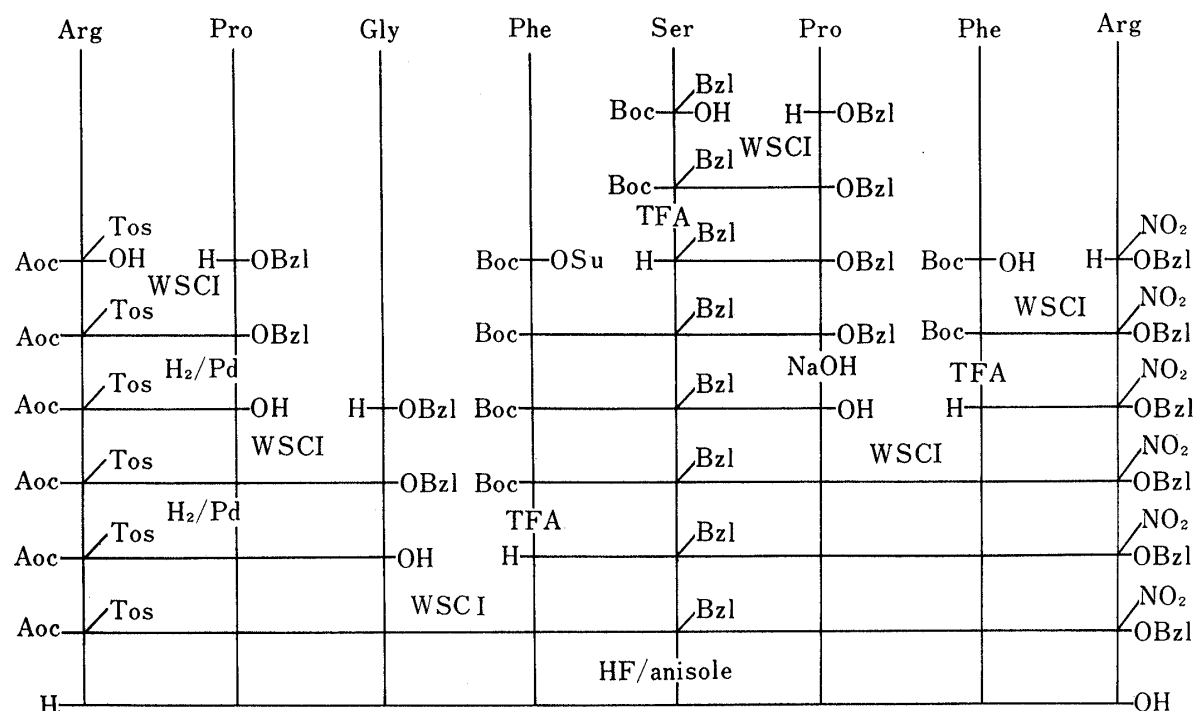 Arg Pro Gly Phe Ser Pro Phe Arg
Bzl
Boc OH H OBzl
WSCI
Bzl
Boc OBzl
TFA
Tos Bzl NO₂
Aoc OH H OBzl Boc OSu H OBzl Boc OH H OBzl
WSCI WSCI
Tos Bzl NO₂
Aoc OBzl Boc OBzl Boc OBzl
H₂/Pd NaOH TFA
Tos Bzl NO₂
Aoc OH H OBzl Boc OH H OBzl
WSCI WSCI
Tos Bzl NO₂
Aoc OBzl Boc OBzl
H₂/Pd TFA
Tos Bzl NO₂
Aoc OH H OBzl
WSCI
Tos Bzl NO₂
Aoc OBzl
HF/anisole
H OH